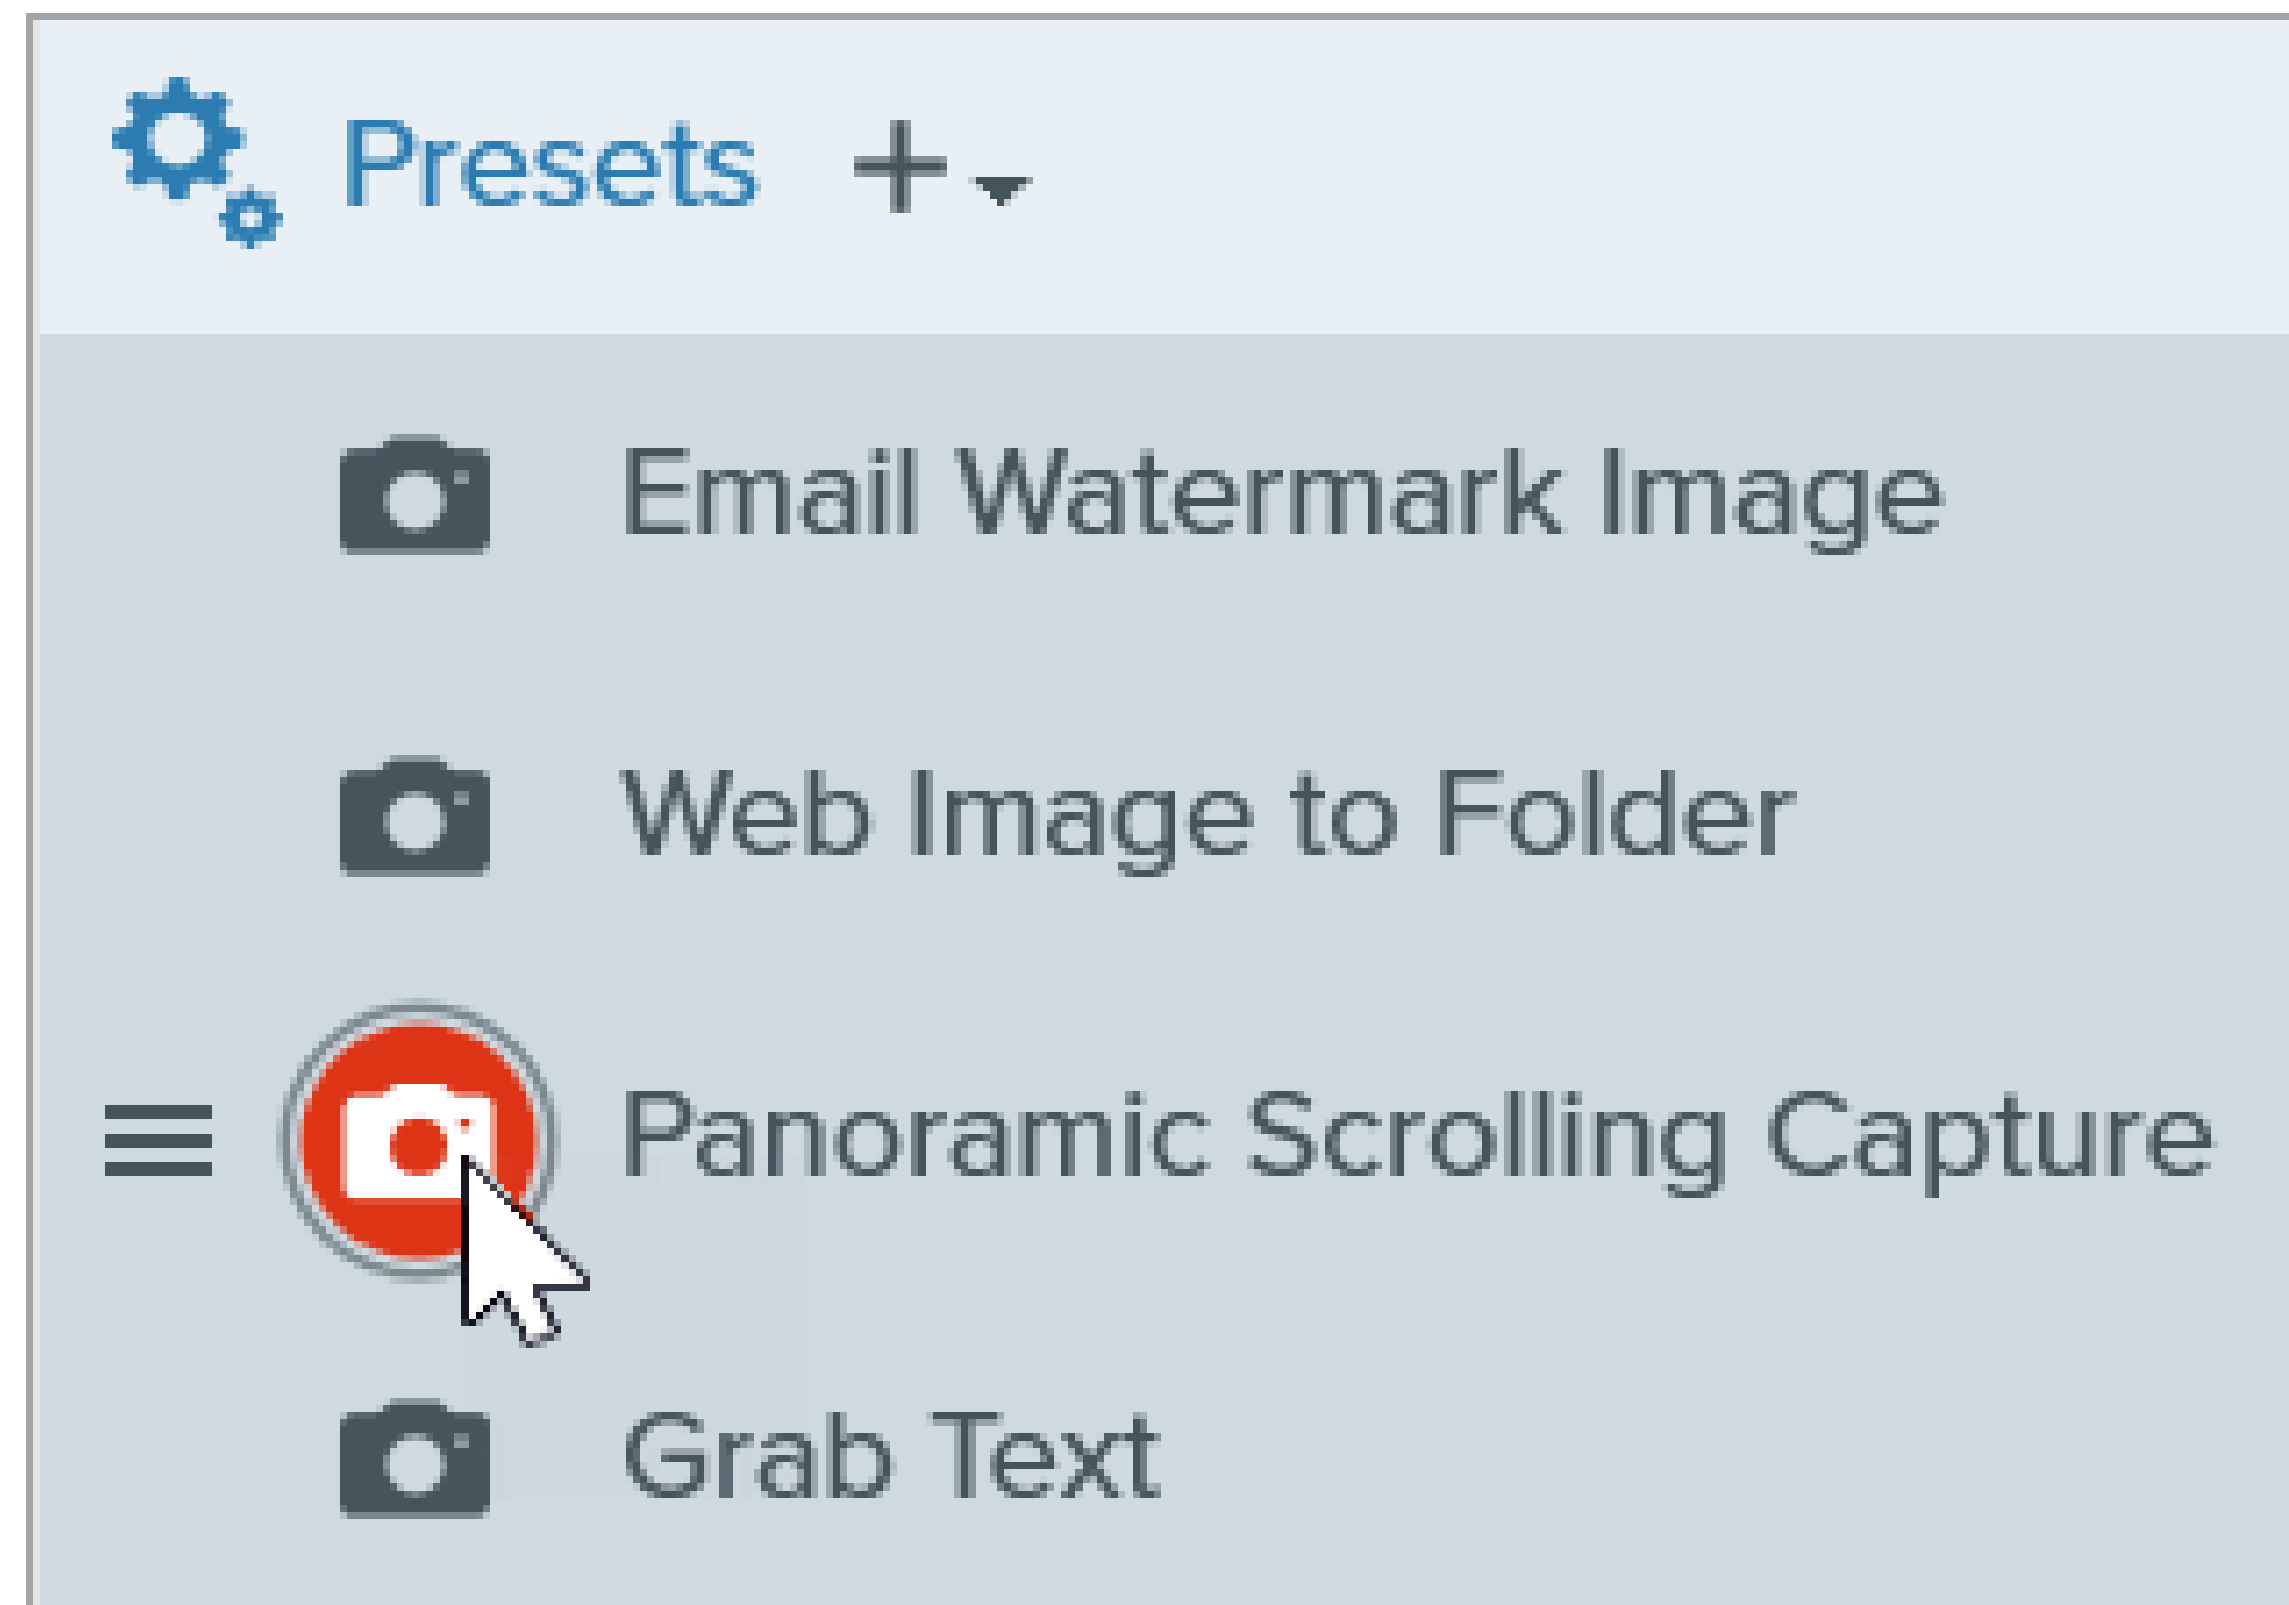 Presets
Email Watermark Image
Web Image to Folder
Panoramic Scrolling Capture
Grab Text